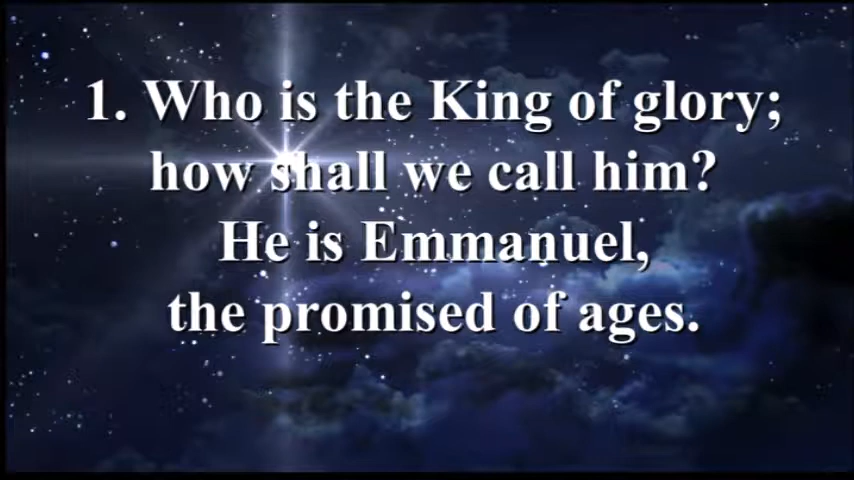 1. Who is the King of glory;
how shall we call him?
He is Emmanuel,
the promised of ages.